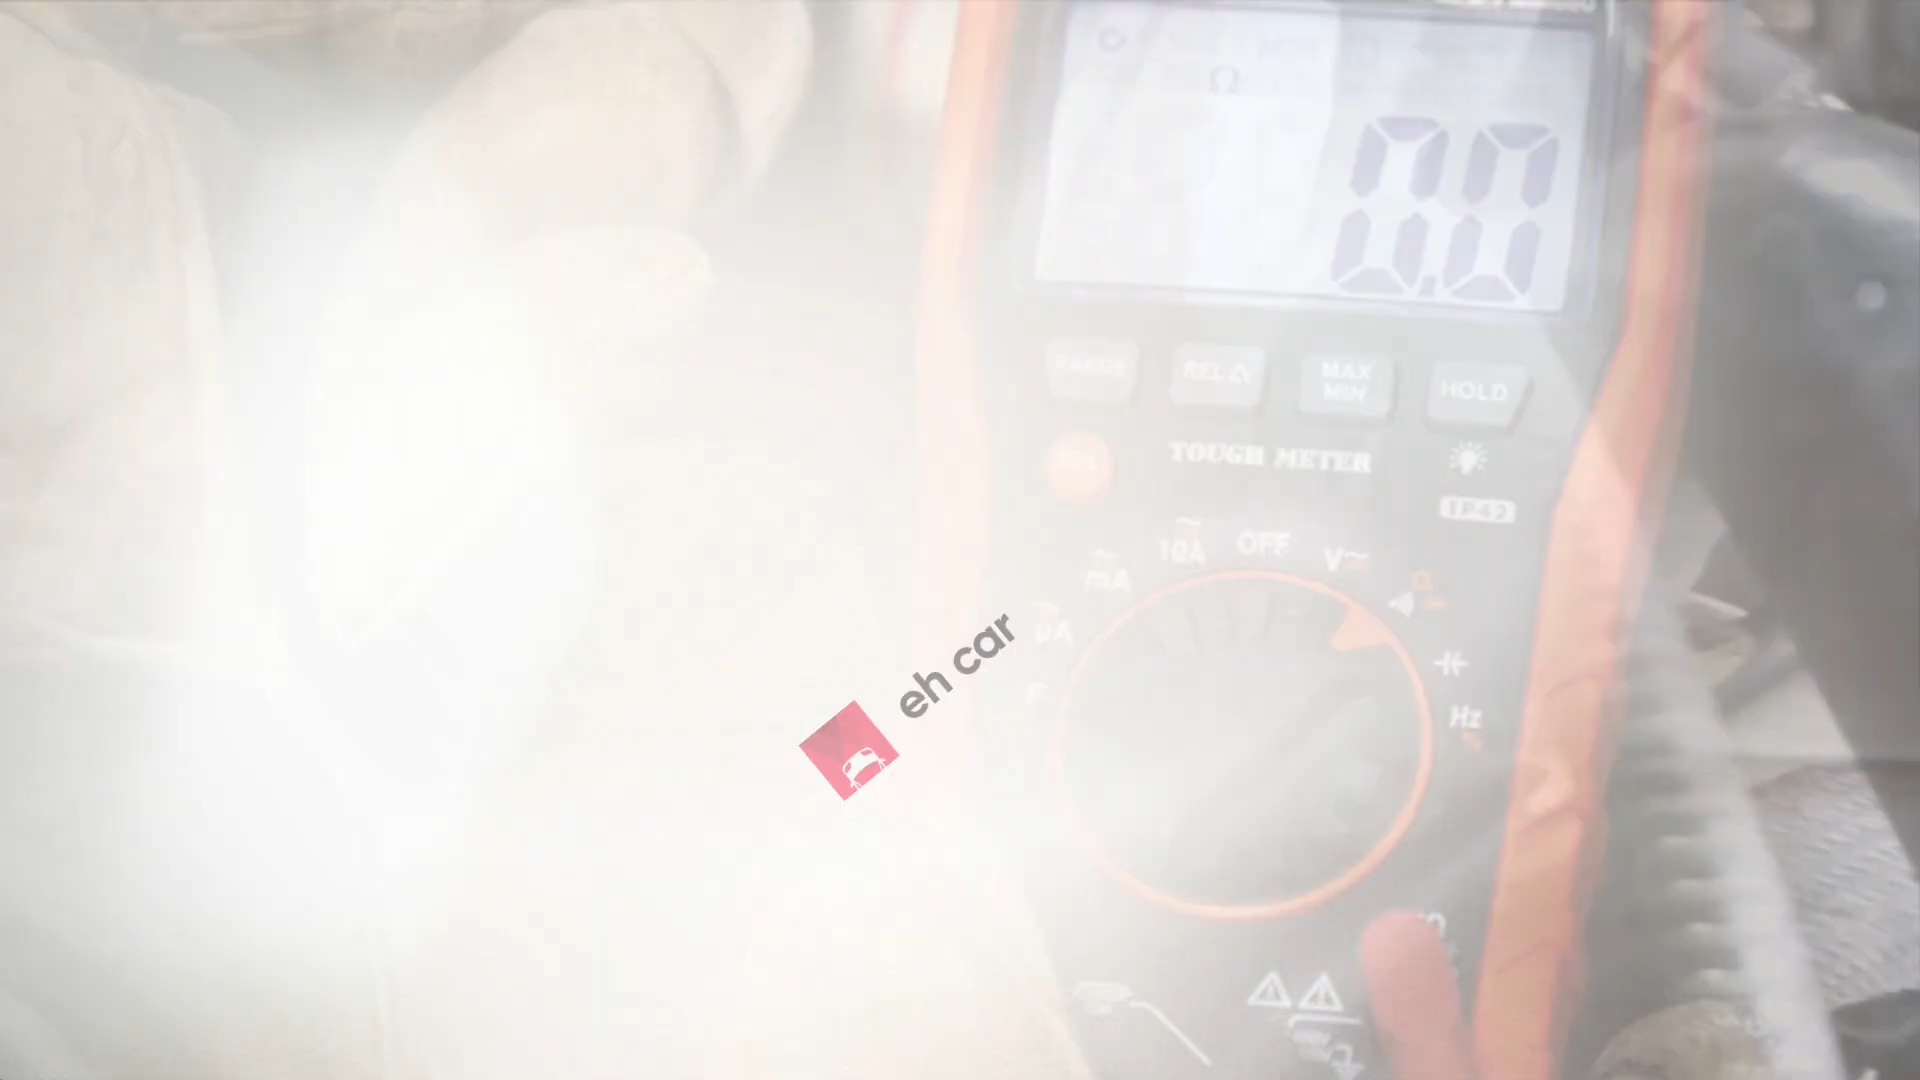 Ω
0.0
RANGE
REL Δ
MAX
MIN
HOLD
TOUGH METER
IP42
OFF
10A
V
mA
μA
Hz
%
eh car